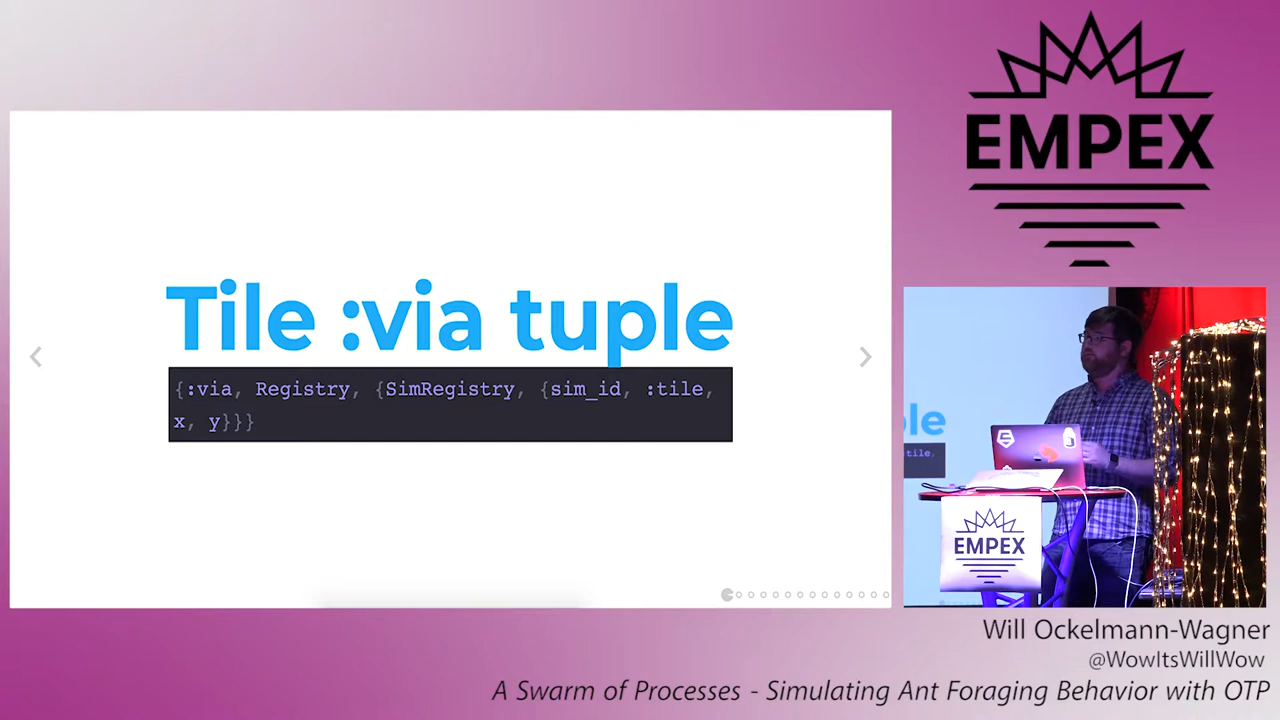 EMPEX
Tile :via tuple
{:via, Registry, {SimRegistry, {sim_id, :tile,
x, y}}}
ple
tile,
EMPEX
Will Ockelmann-Wagner
@WowItsWillWow
A Swarm of Processes - Simulating Ant Foraging Behavior with OTP